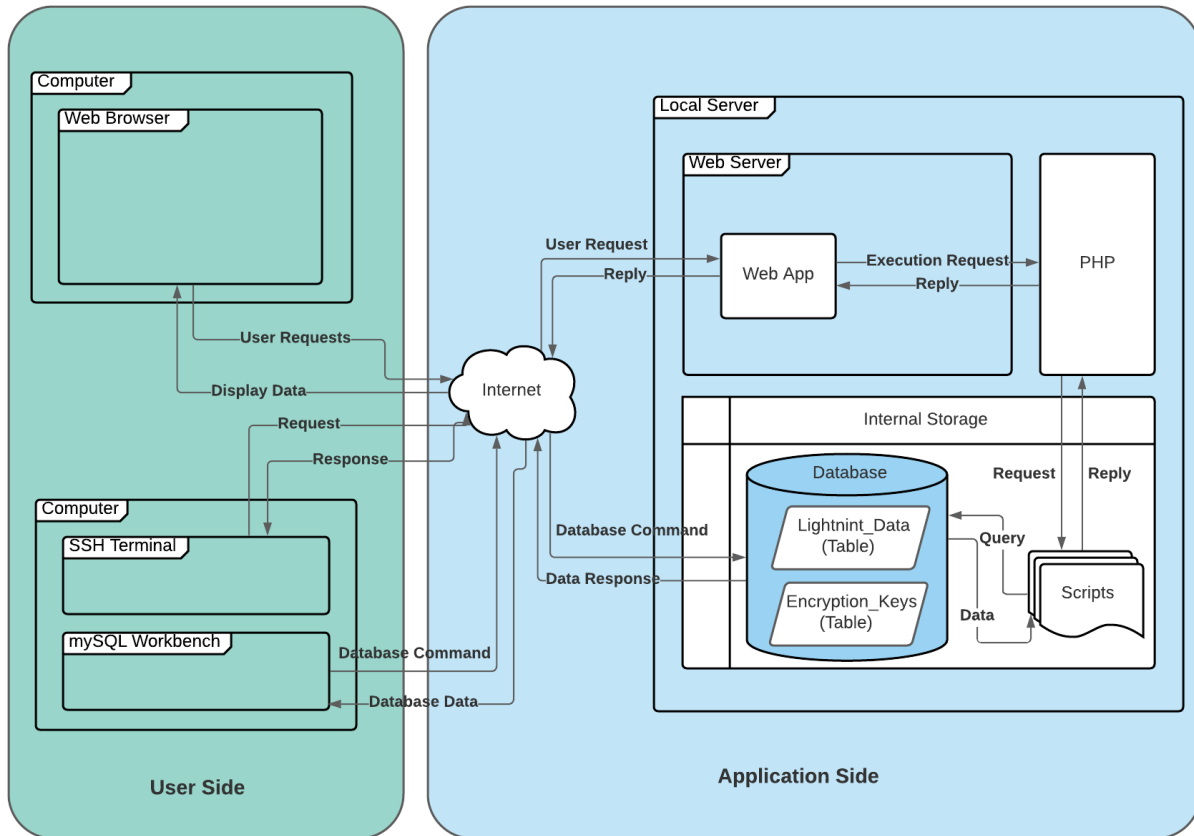 Computer
Web Browser
User Requests
Display Data
Request
Response
Computer
SSH Terminal
mySQL Workbench
Database Command
Database Data
User Side
Internet
Local Server
Web Server
User Request
Reply
Web App
Execution Request
Reply
PHP
Internal Storage
Request
Reply
Database
Lightnint_Data
(Table)
Encryption_Keys
(Table)
Database Command
Data Response
Query
Data
Scripts
Application Side